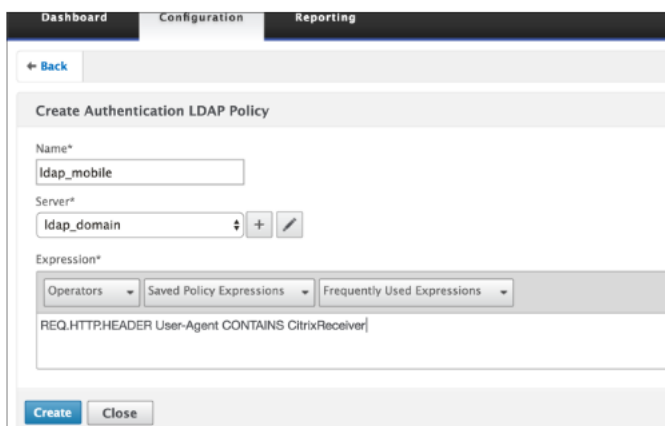 Dashboard Configuration Reporting
← Back
Create Authentication LDAP Policy
Name*
ldap_mobile
Server*
ldap_domain +
Expression*
Operators Saved Policy Expressions Frequently Used Expressions
REQ.HTTP.HEADER User-Agent CONTAINS CitrixReceiver
Create Close